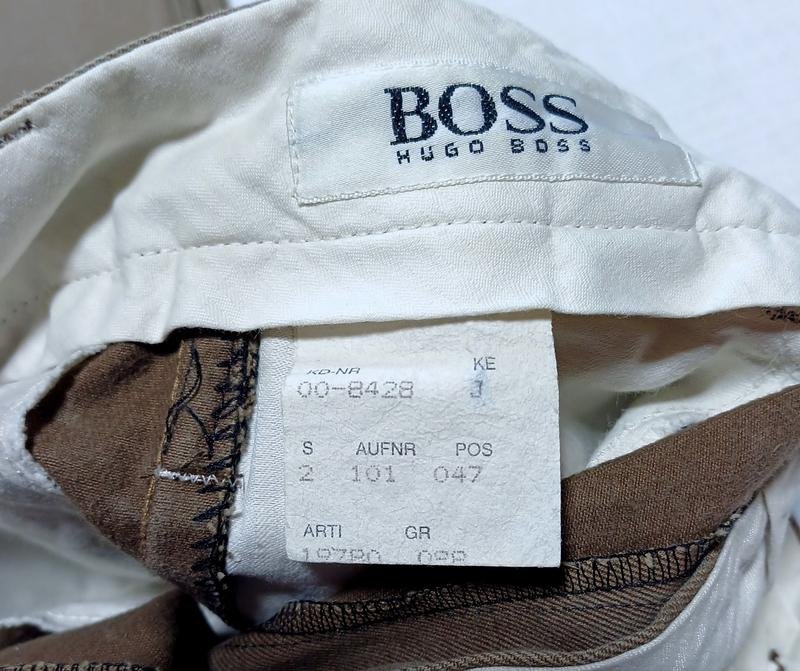 BOSS
HUGO BOSS
KD-NR KE
00-8428 J
S AUFNR POS
2 101 047
ARTI GR